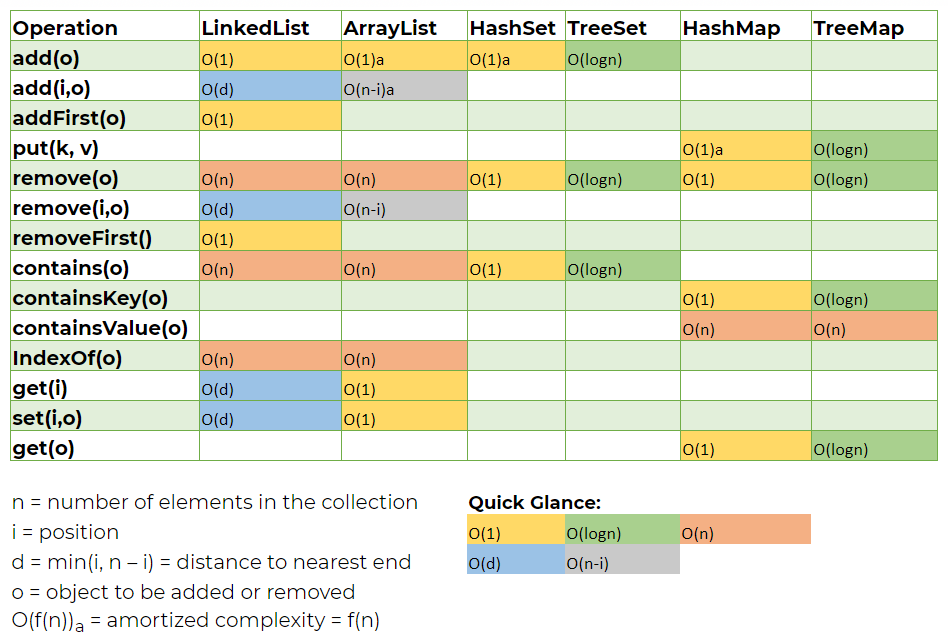 Operation LinkedList ArrayList HashSet TreeSet HashMap TreeMap
add(o) O(1) O(1)a O(1)a O(logn)
add(i,o) O(d) O(n-i)a
addFirst(o) O(1)
put(k, v) O(1)a O(logn)
remove(o) O(n) O(n) O(1) O(logn) O(1) O(logn)
remove(i,o) O(d) O(n-i)
removeFirst() O(1)
contains(o) O(n) O(n) O(1) O(logn)
containsKey(o) O(1) O(logn)
containsValue(o) O(n) O(n)
IndexOf(o) O(n) O(n)
get(i) O(d) O(1)
set(i,o) O(d) O(1)
get(o) O(1) O(logn)
n = number of elements in the collection
i = position
d = min(i, n – i) = distance to nearest end
o = object to be added or removed
O(f(n))a = amortized complexity = f(n)
Quick Glance:
O(1) O(logn) O(n)
O(d) O(n-i)